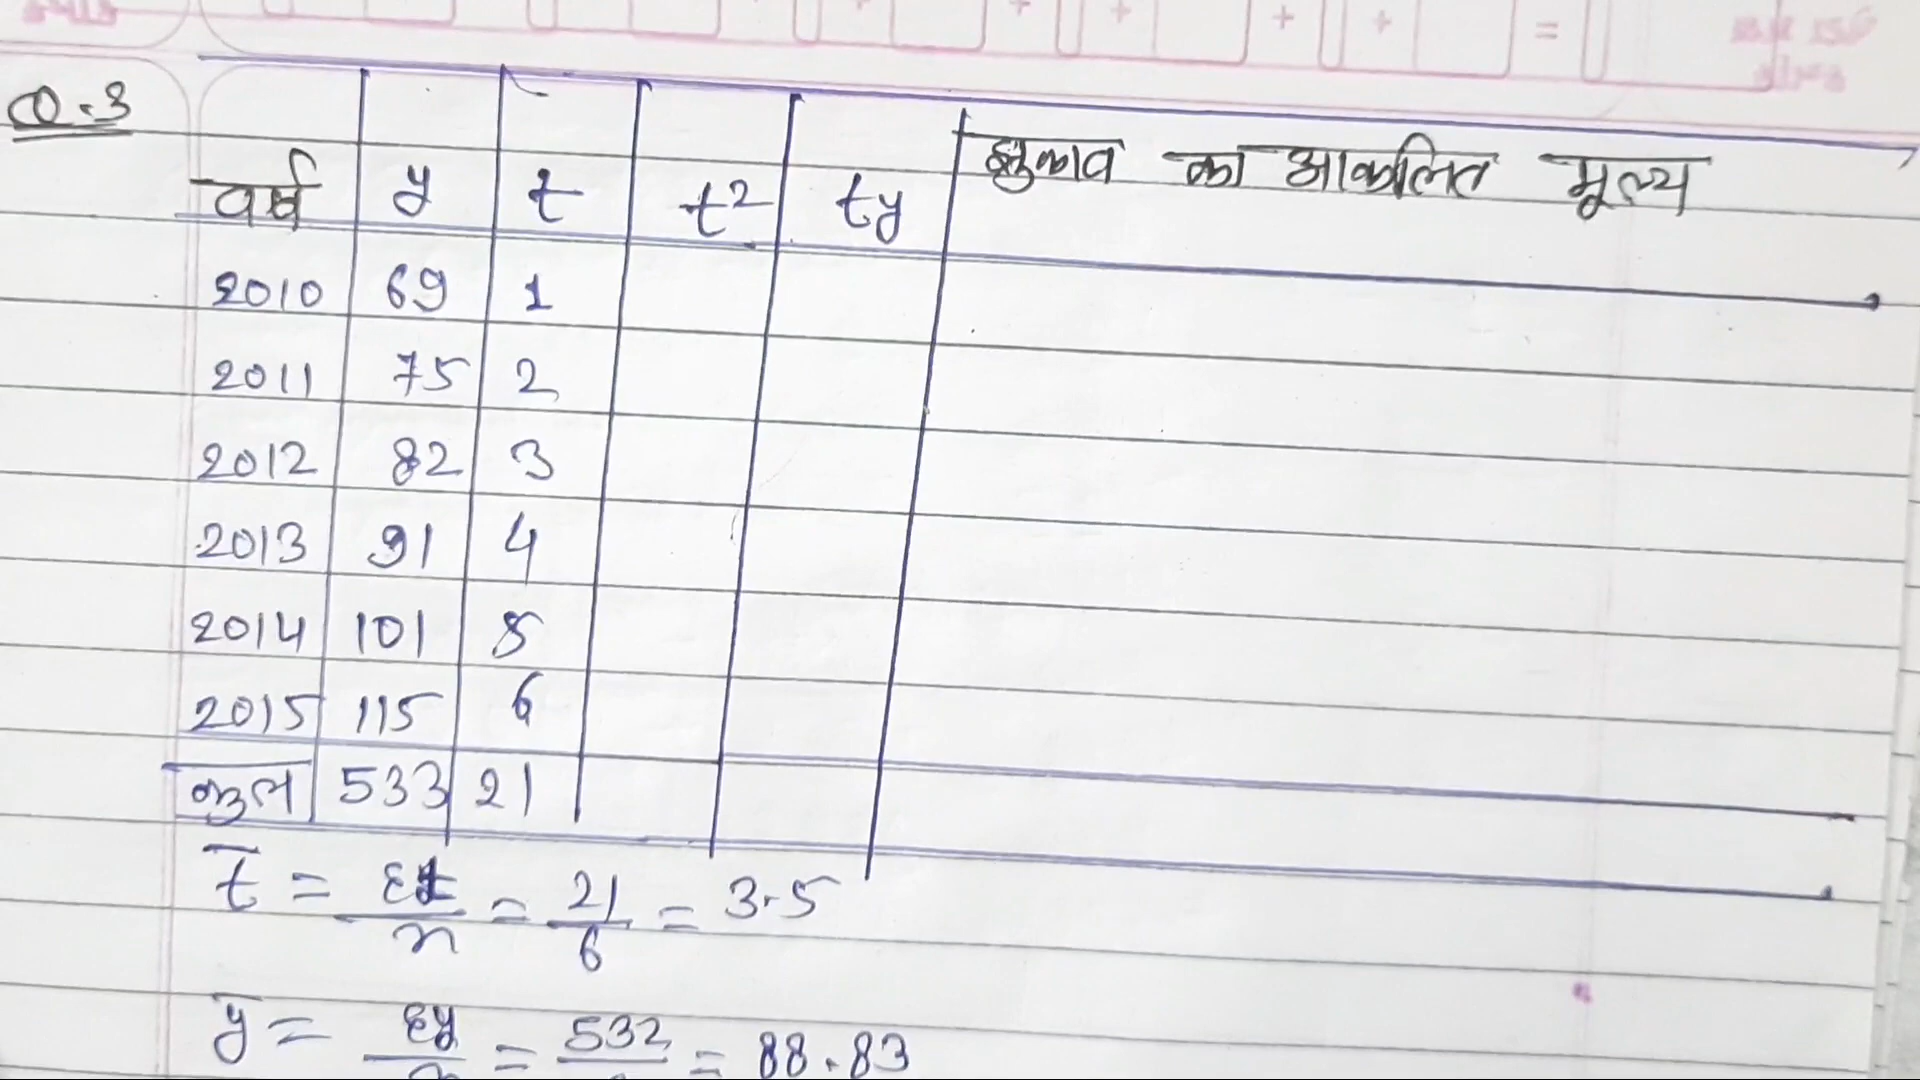 Q.3
वर्ष y t t² ty झुकाव का आकलित मूल्य
2010 69 1
2011 75 2
2012 82 3
2013 91 4
2014 101 5
2015 115 6
कुल 533 21
t̅ = Σt/n = 21/6 = 3.5
y̅ = Σy = 532 = 88.83